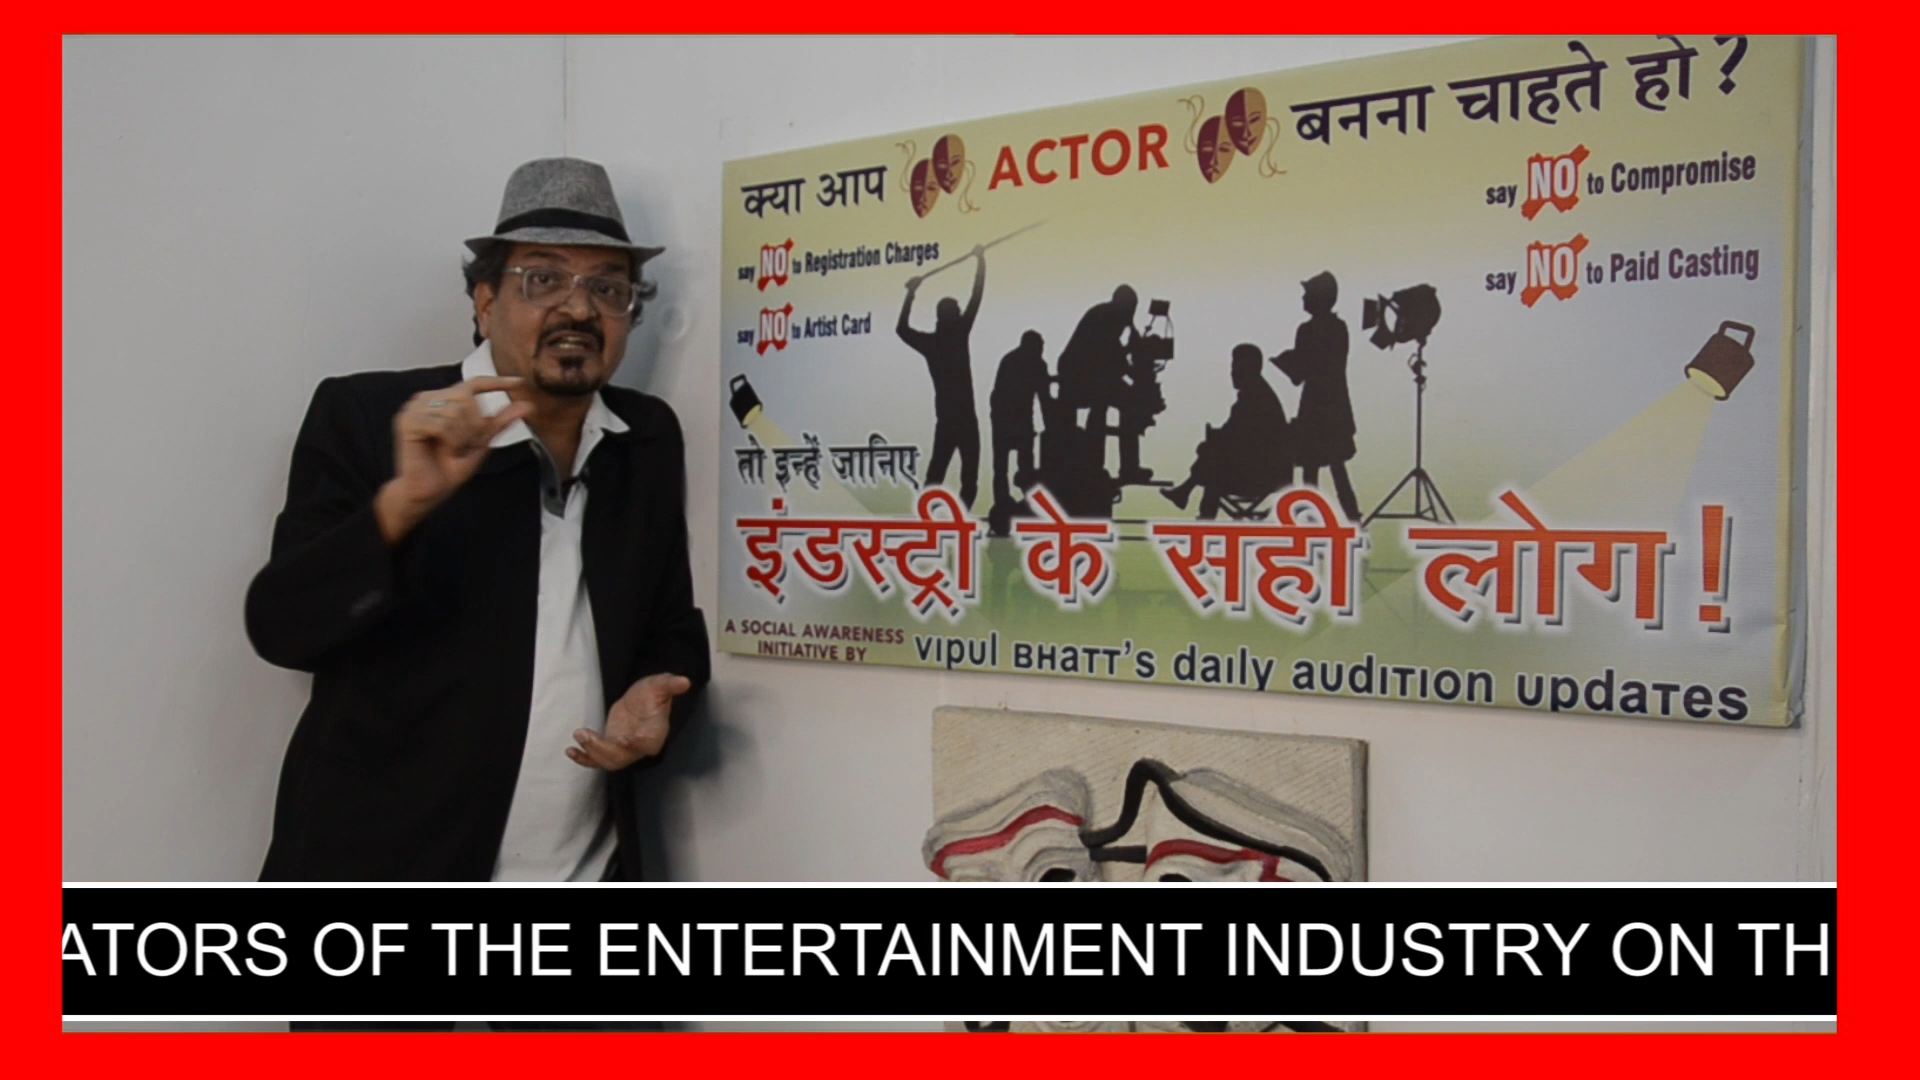 क्या आप ACTOR बनना चाहते हो ?
say NO to Registration Charges
say NO to Artist Card
say NO to Compromise
say NO to Paid Casting
तो इन्हें जानिए
इंडस्ट्री के सही लोग !
A SOCIAL AWARENESS
INITIATIVE BY
VIpul BHaTT's daIly audITIon updaTes
ATORS OF THE ENTERTAINMENT INDUSTRY ON TH